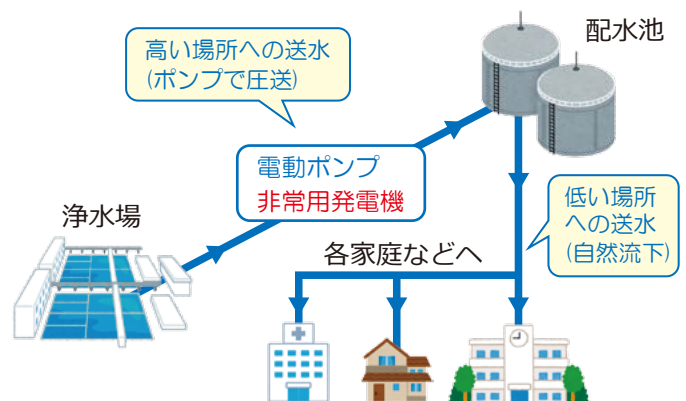 高い場所への送水
(ポンプで圧送)
配水池
電動ポンプ
非常用発電機
浄水場
低い場所
への送水
(自然流下)
各家庭などへ